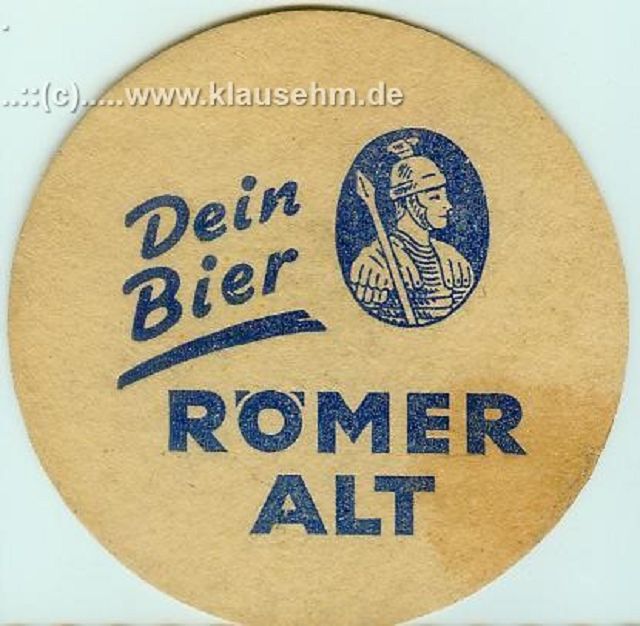 ..::(c).....www.klausehm.de
Dein
Bier
RÖMER
ALT